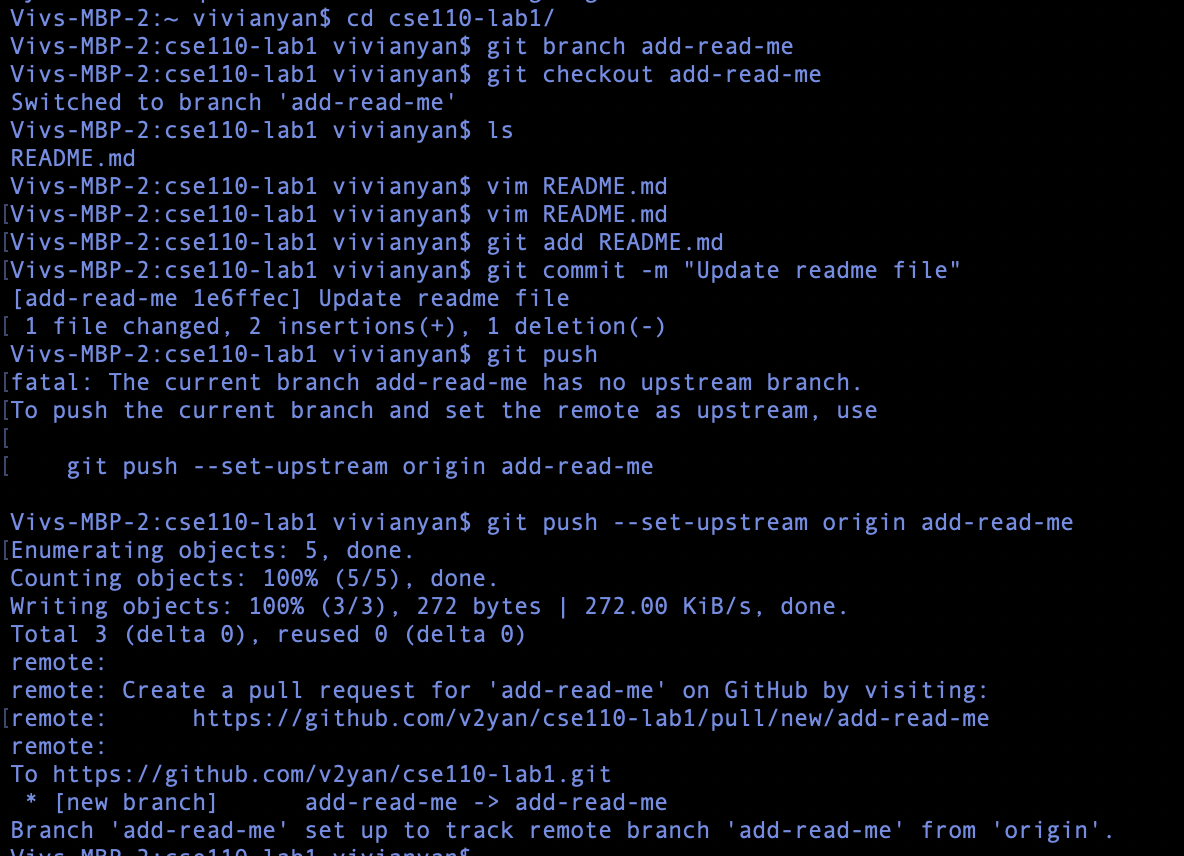 Vivs-MBP-2:~ vivianyan$ cd cse110-lab1/
Vivs-MBP-2:cse110-lab1 vivianyan$ git branch add-read-me
Vivs-MBP-2:cse110-lab1 vivianyan$ git checkout add-read-me
Switched to branch 'add-read-me'
Vivs-MBP-2:cse110-lab1 vivianyan$ ls
README.md
Vivs-MBP-2:cse110-lab1 vivianyan$ vim README.md
[Vivs-MBP-2:cse110-lab1 vivianyan$ vim README.md
[Vivs-MBP-2:cse110-lab1 vivianyan$ git add README.md
[Vivs-MBP-2:cse110-lab1 vivianyan$ git commit -m "Update readme file"
[add-read-me 1e6ffec] Update readme file
[ 1 file changed, 2 insertions(+), 1 deletion(-)
Vivs-MBP-2:cse110-lab1 vivianyan$ git push
[fatal: The current branch add-read-me has no upstream branch.
[To push the current branch and set the remote as upstream, use
[
[    git push --set-upstream origin add-read-me
Vivs-MBP-2:cse110-lab1 vivianyan$ git push --set-upstream origin add-read-me
[Enumerating objects: 5, done.
Counting objects: 100% (5/5), done.
Writing objects: 100% (3/3), 272 bytes | 272.00 KiB/s, done.
Total 3 (delta 0), reused 0 (delta 0)
remote:
remote: Create a pull request for 'add-read-me' on GitHub by visiting:
[remote:      https://github.com/v2yan/cse110-lab1/pull/new/add-read-me
remote:
To https://github.com/v2yan/cse110-lab1.git
 * [new branch]      add-read-me -> add-read-me
Branch 'add-read-me' set up to track remote branch 'add-read-me' from 'origin'.
Vivs-MBP-2:cse110-lab1 vivianyan$